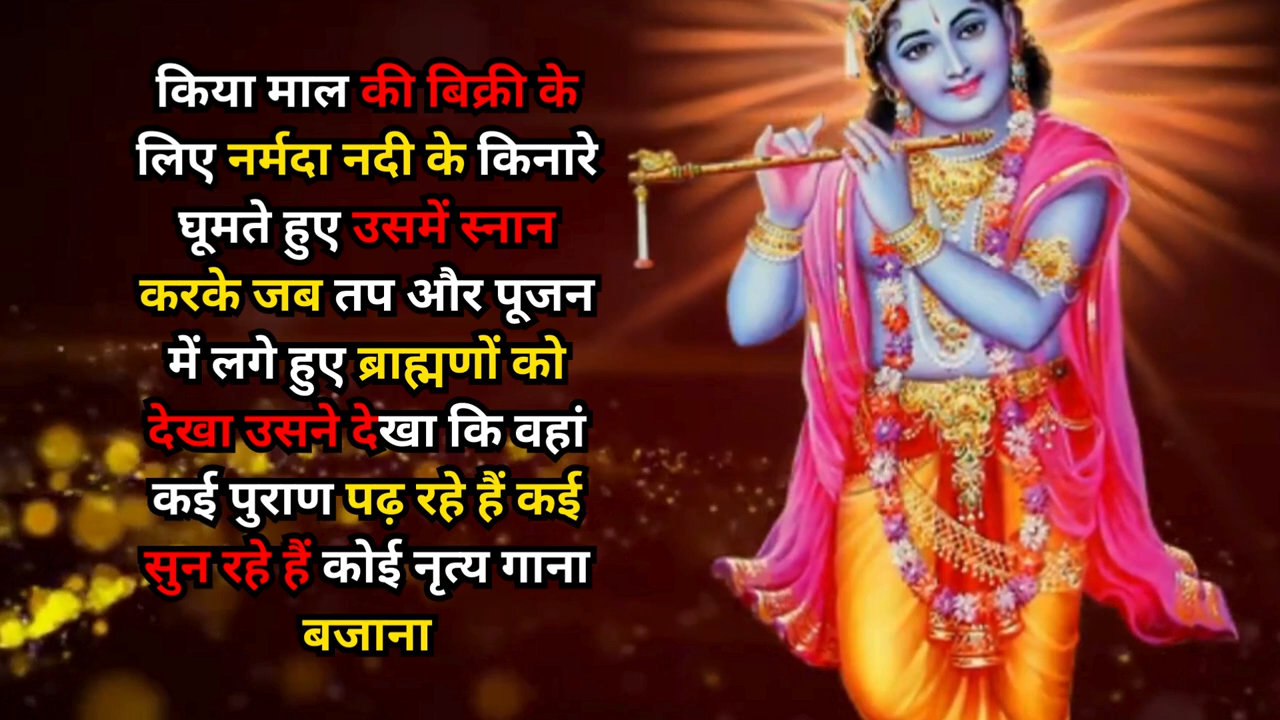 किया माल की बिक्री के
लिए नर्मदा नदी के किनारे
घूमते हुए उसमें स्नान
करके जब तप और पूजन
में लगे हुए ब्राह्मणों को
देखा उसने देखा कि वहां
कई पुराण पढ़ रहे हैं कई
सुन रहे हैं कोई नृत्य गाना
बजाना